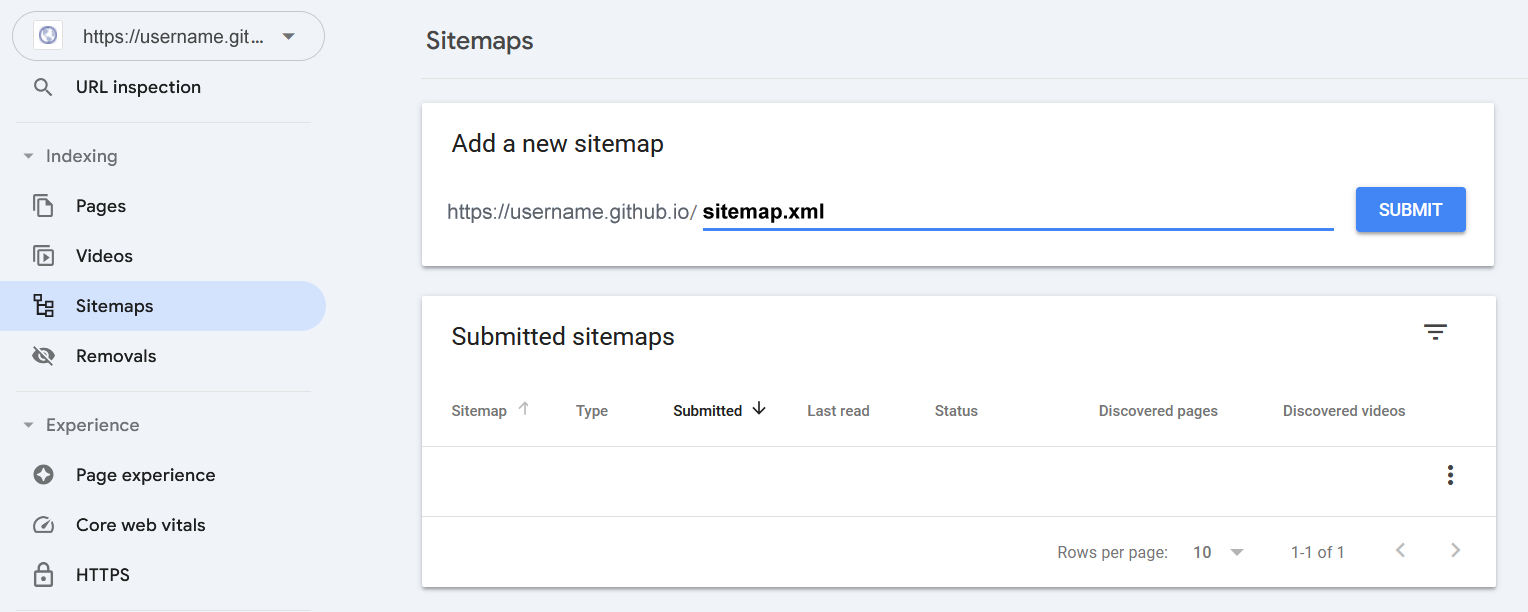 https://username.git...
URL inspection
Indexing
Pages
Videos
Sitemaps
Removals
Experience
Page experience
Core web vitals
HTTPS
Sitemaps
Add a new sitemap
https://username.github.io/ sitemap.xml
SUBMIT
Submitted sitemaps
Sitemap Type Submitted Last read Status Discovered pages Discovered videos
Rows per page: 10 1-1 of 1